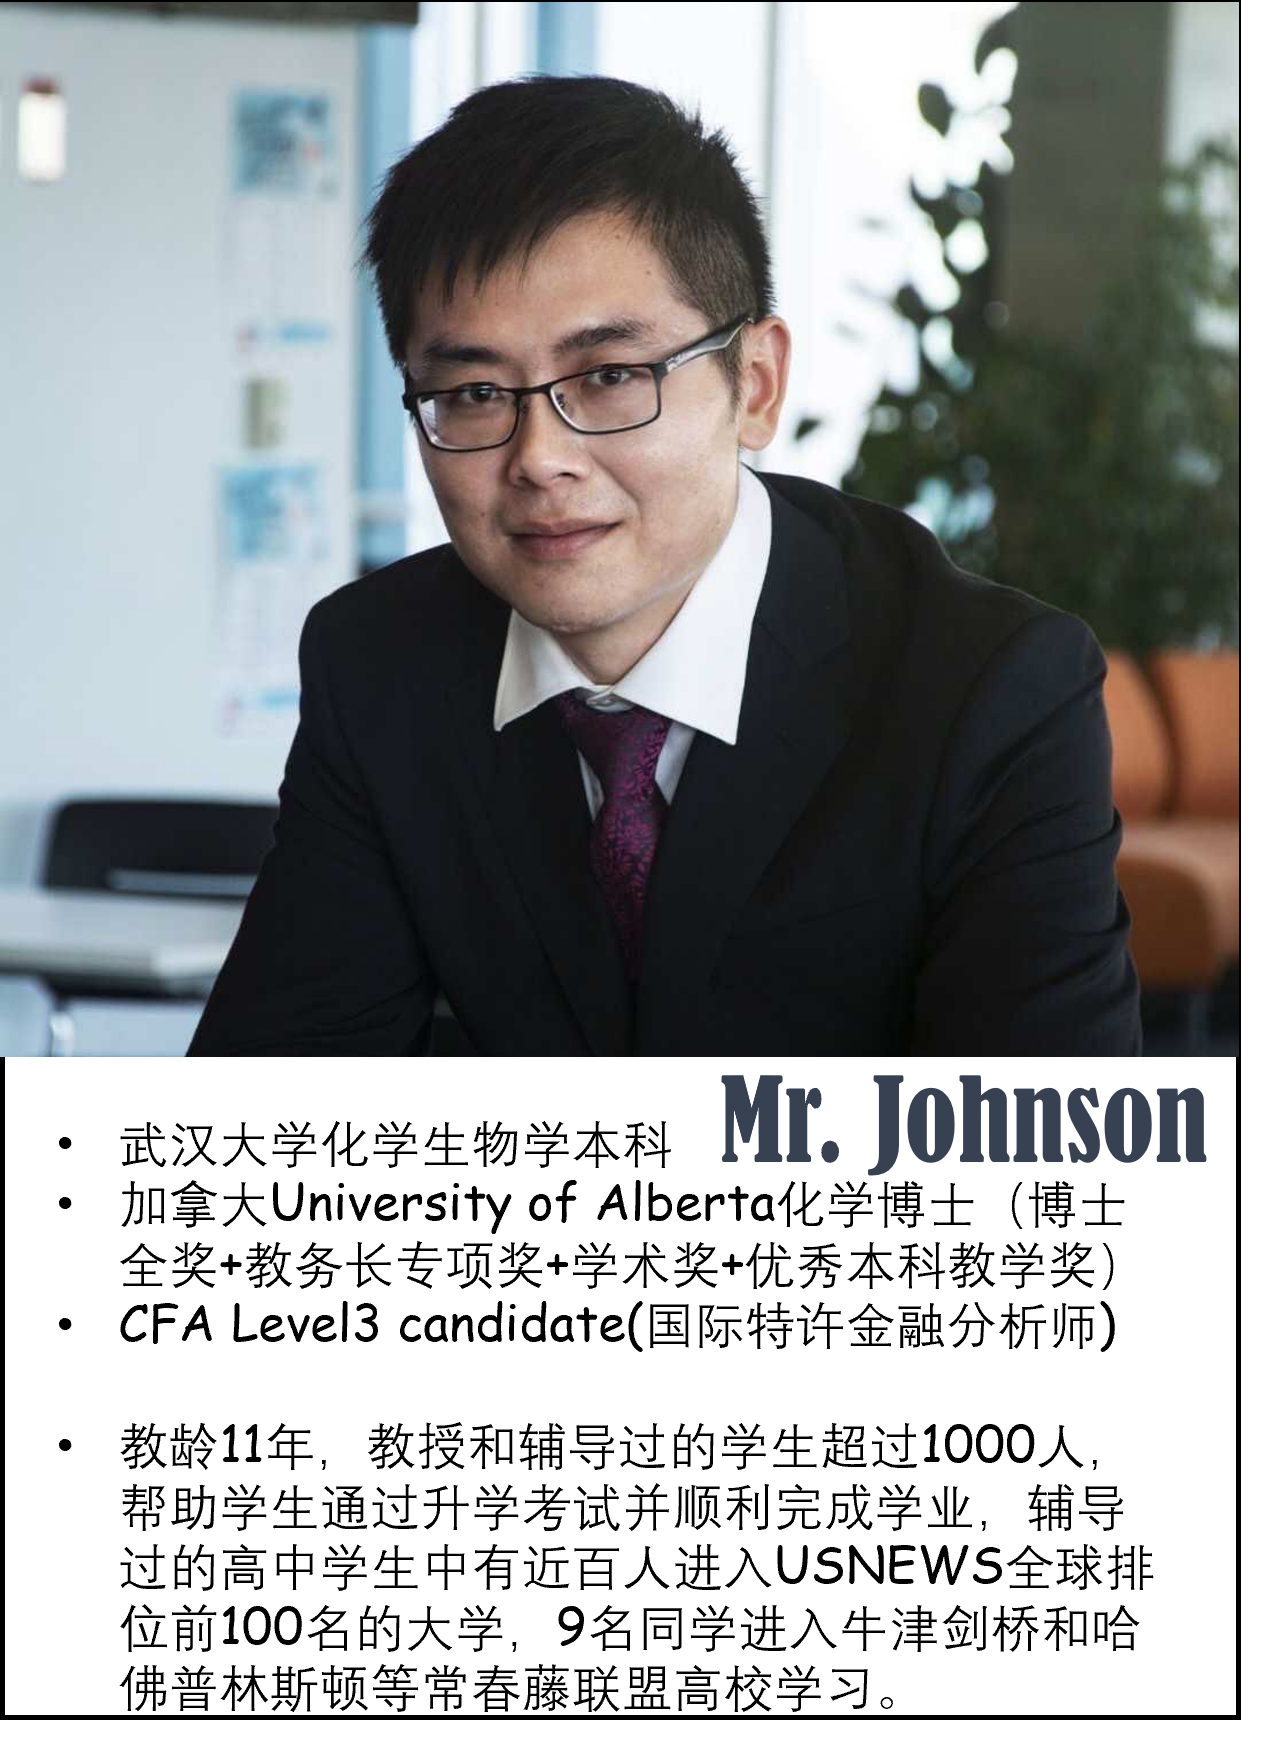 Mr. Johnson
• 武汉大学化学生物学本科
• 加拿大University of Alberta化学博士（博士
全奖+教务长专项奖+学术奖+优秀本科教学奖）
• CFA Level3 candidate(国际特许金融分析师)
• 教龄11年，教授和辅导过的学生超过1000人，
帮助学生通过升学考试并顺利完成学业，辅导
过的高中学生中有近百人进入USNEWS全球排
位前100名的大学，9名同学进入牛津剑桥和哈
佛普林斯顿等常春藤联盟高校学习。